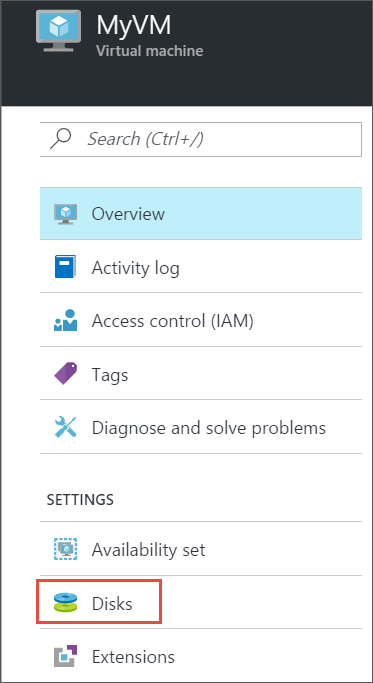 MyVM
Virtual machine
Search (Ctrl+/)
Overview
Activity log
Access control (IAM)
Tags
Diagnose and solve problems
SETTINGS
Availability set
Disks
Extensions